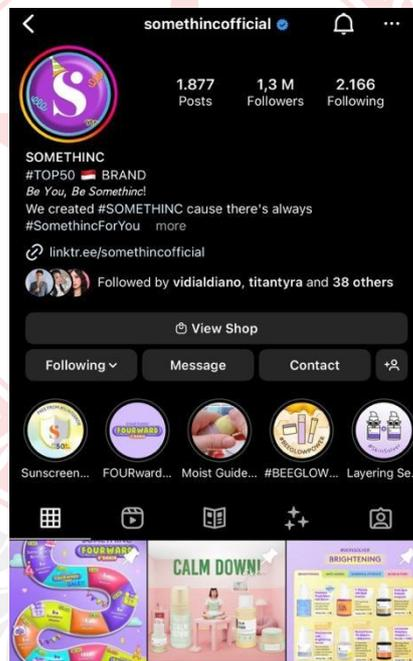 somethincofficial
S
1.877 1,3 M 2.166
Posts Followers Following
SOMETHINC
#TOP50 🇮🇩 BRAND
Be You, Be Somethinc!
We created #SOMETHINC cause there's always
#SomethincForYou more
linktr.ee/somethincofficial
Followed by vidialdiano, titantyra and 38 others
View Shop
Following Message Contact
Sunscreen... FOURward... Moist Guide... #BEEGLOW... Layering Se..
FOURWARD
CALM DOWN!
BRIGHTENING